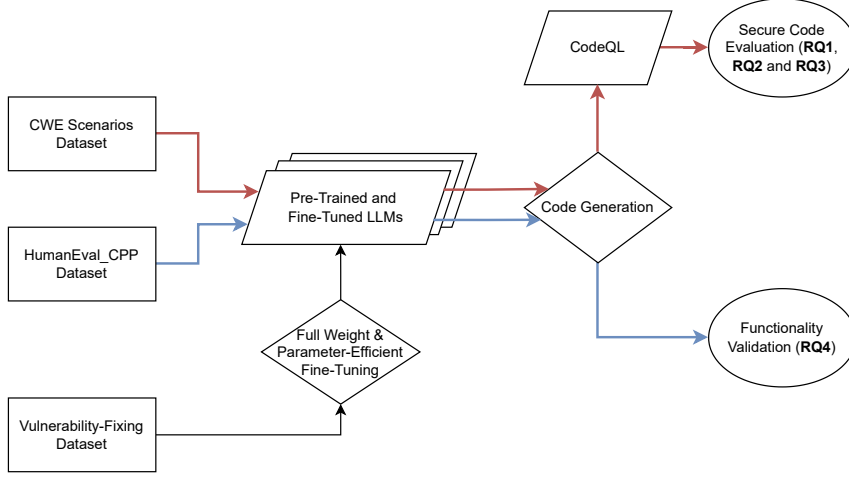 CodeQL
Secure Code
Evaluation (RQ1,
RQ2 and RQ3)
CWE Scenarios
Dataset
Pre-Trained and
Fine-Tuned LLMs
Code Generation
HumanEval_CPP
Dataset
Full Weight &
Parameter-Efficient
Fine-Tuning
Functionality
Validation (RQ4)
Vulnerability-Fixing
Dataset